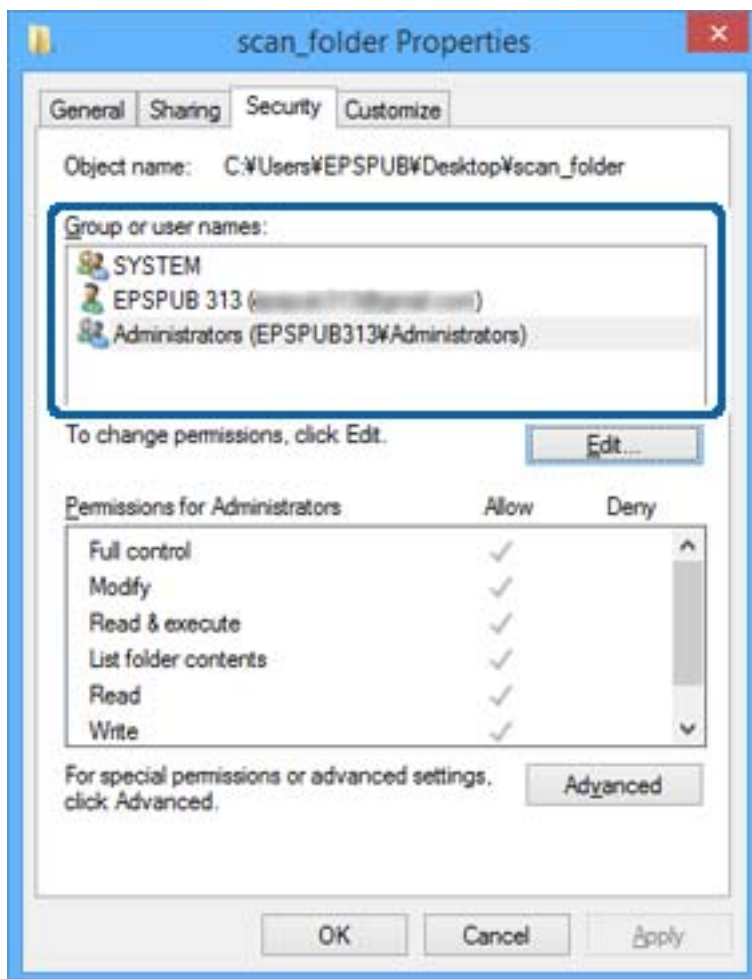 scan_folder Properties
General Sharing Security Customize
Object name: C:¥Users¥EPSPUB¥Desktop¥scan_folder
Group or user names:
SYSTEM
EPSPUB 313 ( )
Administrators (EPSPUB313¥Administrators)
To change permissions, click Edit.
Edit...
Permissions for Administrators Allow Deny
Full control
Modify
Read & execute
List folder contents
Read
Write
For special permissions or advanced settings,
click Advanced.
Advanced
OK Cancel Apply